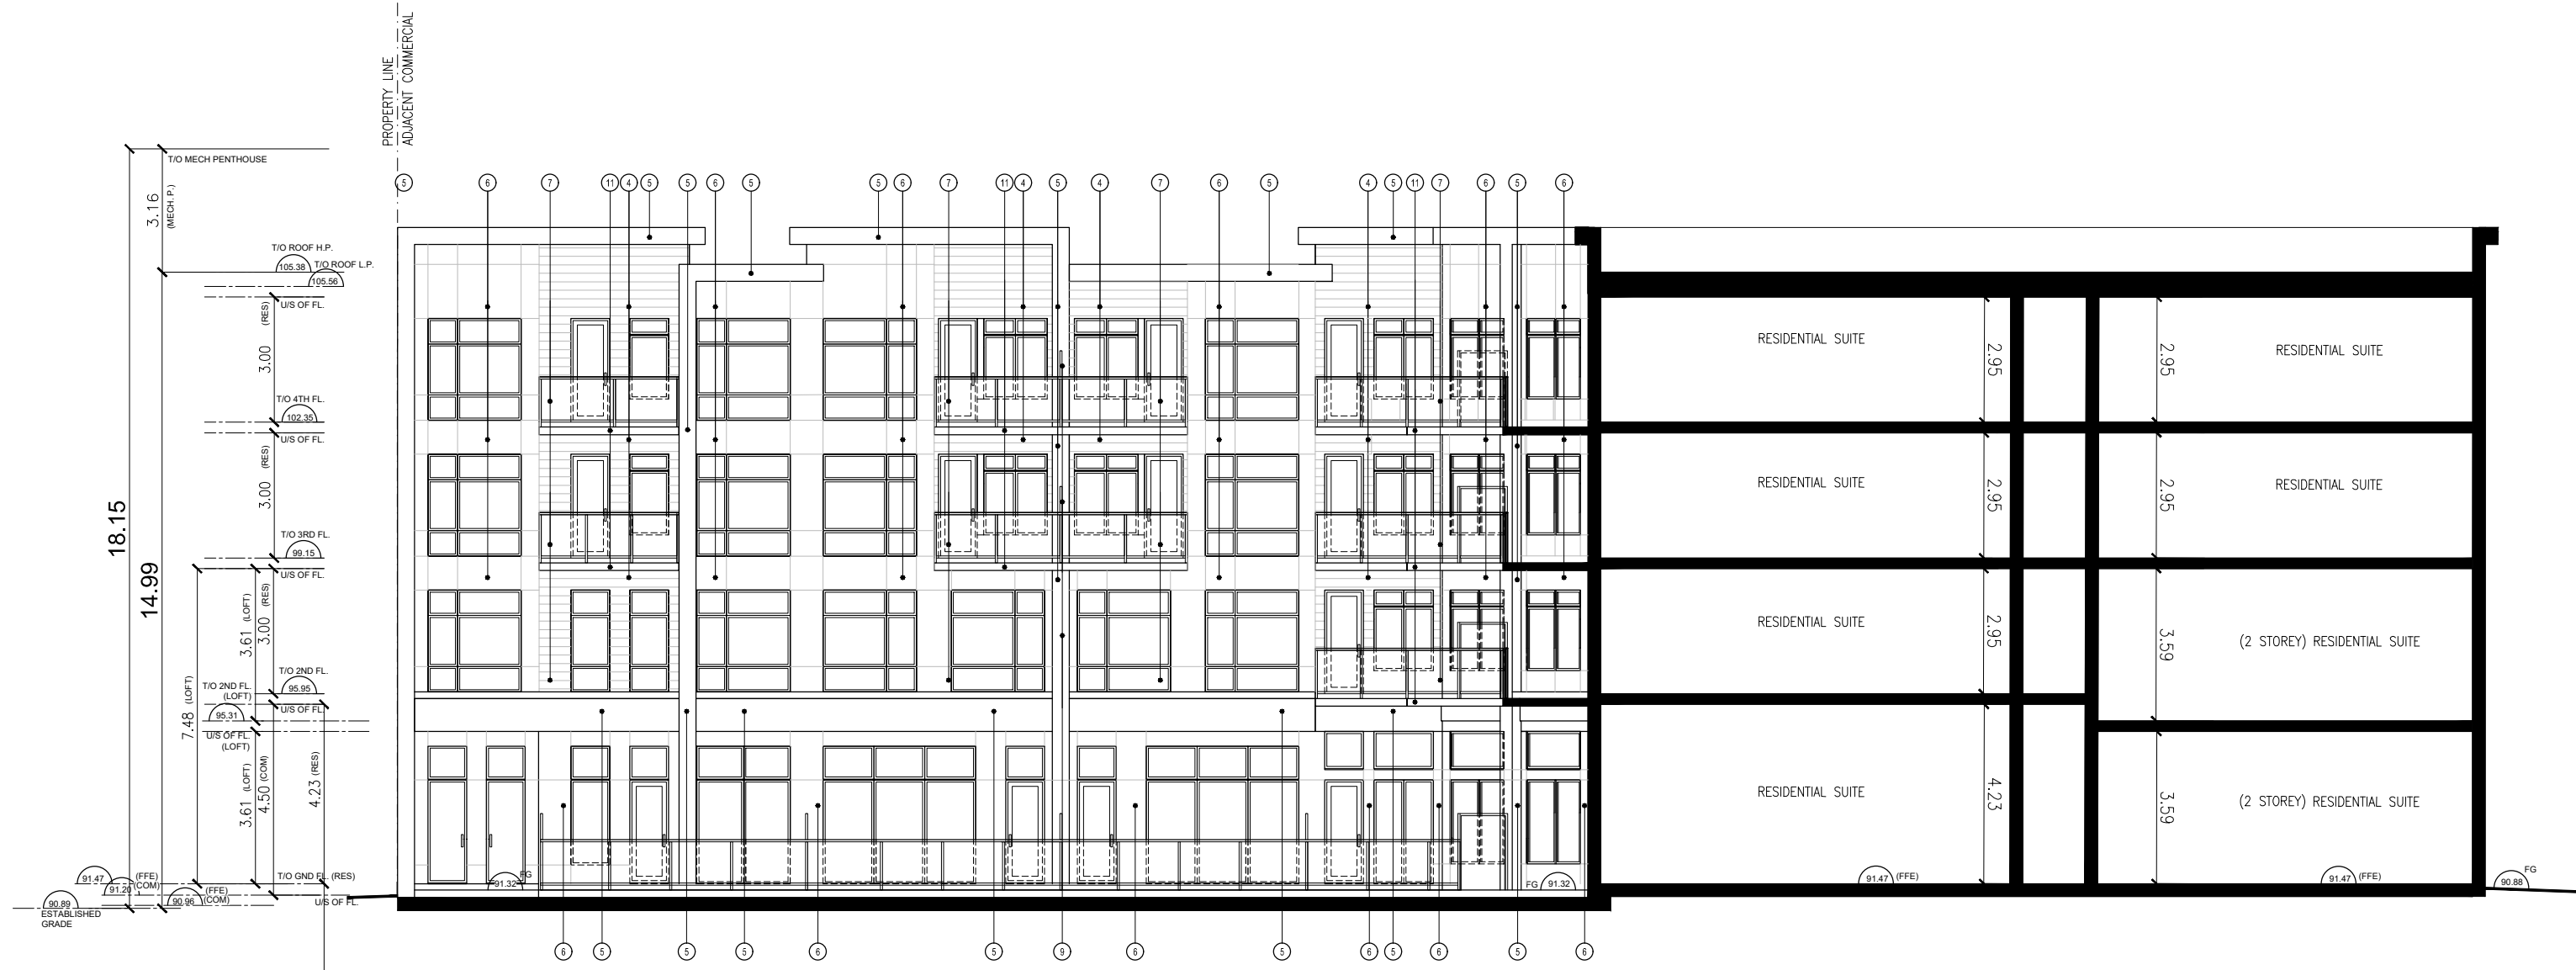 PROPERTY LINE
ADJACENT COMMERCIAL
T/O MECH PENTHOUSE
3.16
(MECH. P.)
5 6 7 11 4 5 5 6 5 5 6 7 11 4 5 4 7 6 5 4 5 11 7 6 5 6
T/O ROOF H.P.
105.38
T/O ROOF L.P.
105.56
U/S OF FL.
3.00 (RES)
T/O 4TH FL.
102.35
U/S OF FL.
3.00 (RES)
T/O 3RD FL.
99.15
U/S OF FL.
18.15
14.99
3.61 (LOFT)
3.00 (RES)
7.48 (LOFT)
T/O 2ND FL.
95.95
T/O 2ND FL.
(LOFT)
U/S OF FL.
95.31
U/S OF FL.
(LOFT)
3.61 (LOFT)
4.50 (COM)
4.23 (RES)
T/O GND FL. (RES)
91.47
(FFE)
91.20
(COM)
90.96
(FFE)
(COM)
U/S OF FL.
90.89
ESTABLISHED
GRADE
FG
91.32
FG 91.32
RESIDENTIAL SUITE
2.95
2.95
RESIDENTIAL SUITE
RESIDENTIAL SUITE
2.95
2.95
RESIDENTIAL SUITE
RESIDENTIAL SUITE
2.95
3.59
(2 STOREY) RESIDENTIAL SUITE
RESIDENTIAL SUITE
4.23
3.59
(2 STOREY) RESIDENTIAL SUITE
91.47 (FFE)
91.47 (FFE)
FG
90.88
6 5 5 5 6 5 9 6 5 6 5 6 5 6